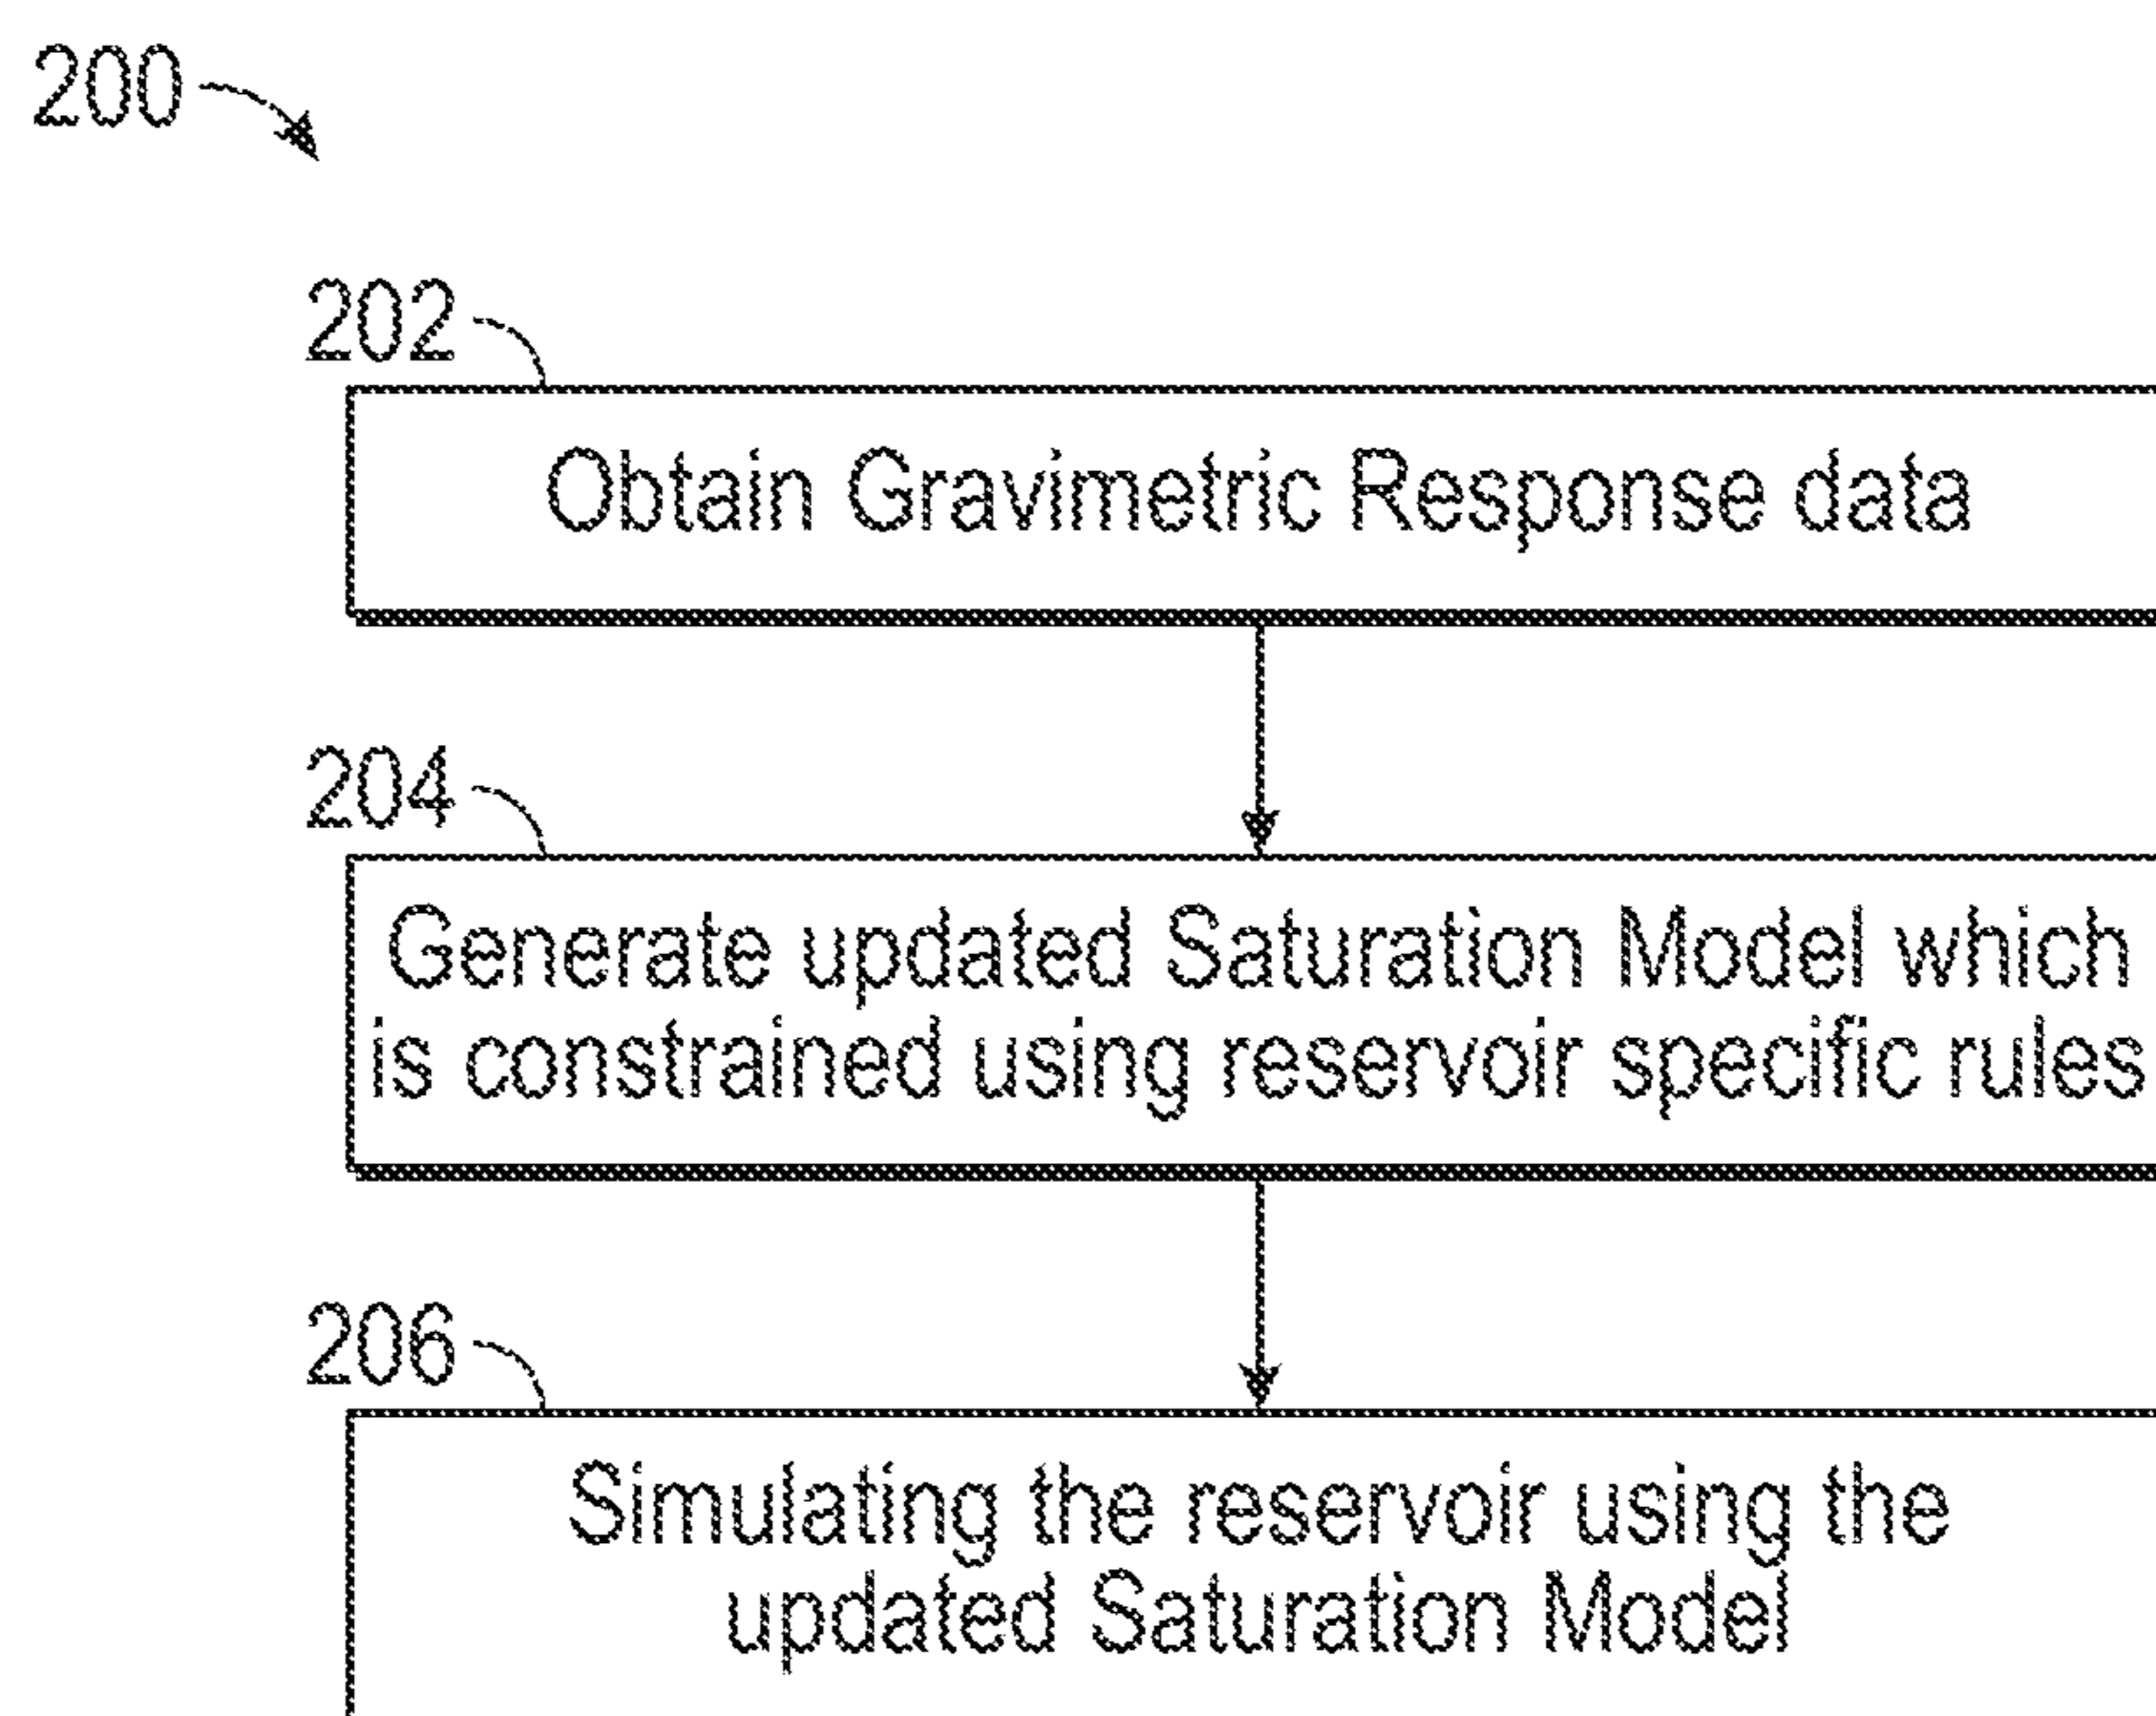 200
202
Obtain Gravimetric Response data
204
Generate updated Saturation Model which
is constrained using reservoir specific rules
206
Simulating the reservoir using the
updated Saturation Model